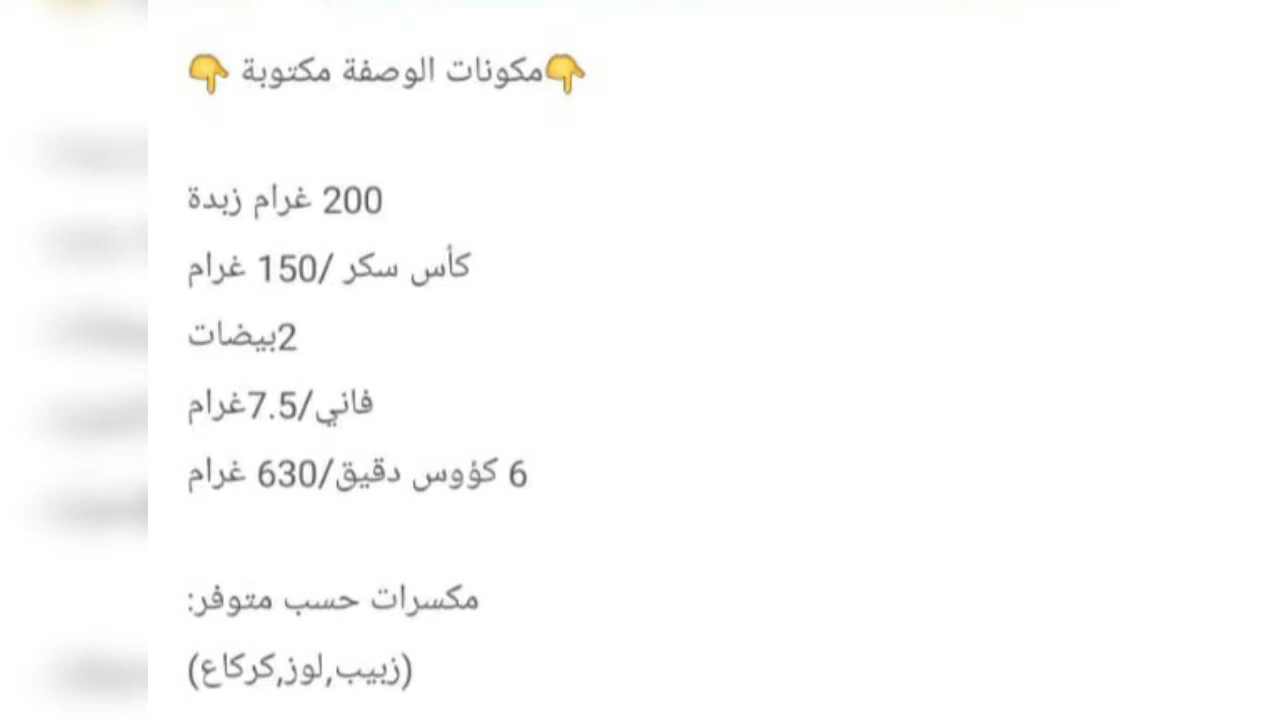 👇مكونات الوصفة مكتوبة 👇
200 غرام زبدة
كأس سكر /150 غرام
2بيضات
فاني/7.5غرام
6 كؤوس دقيق/630 غرام
مكسرات حسب متوفر:
(زبيب,لوز,كركاع)